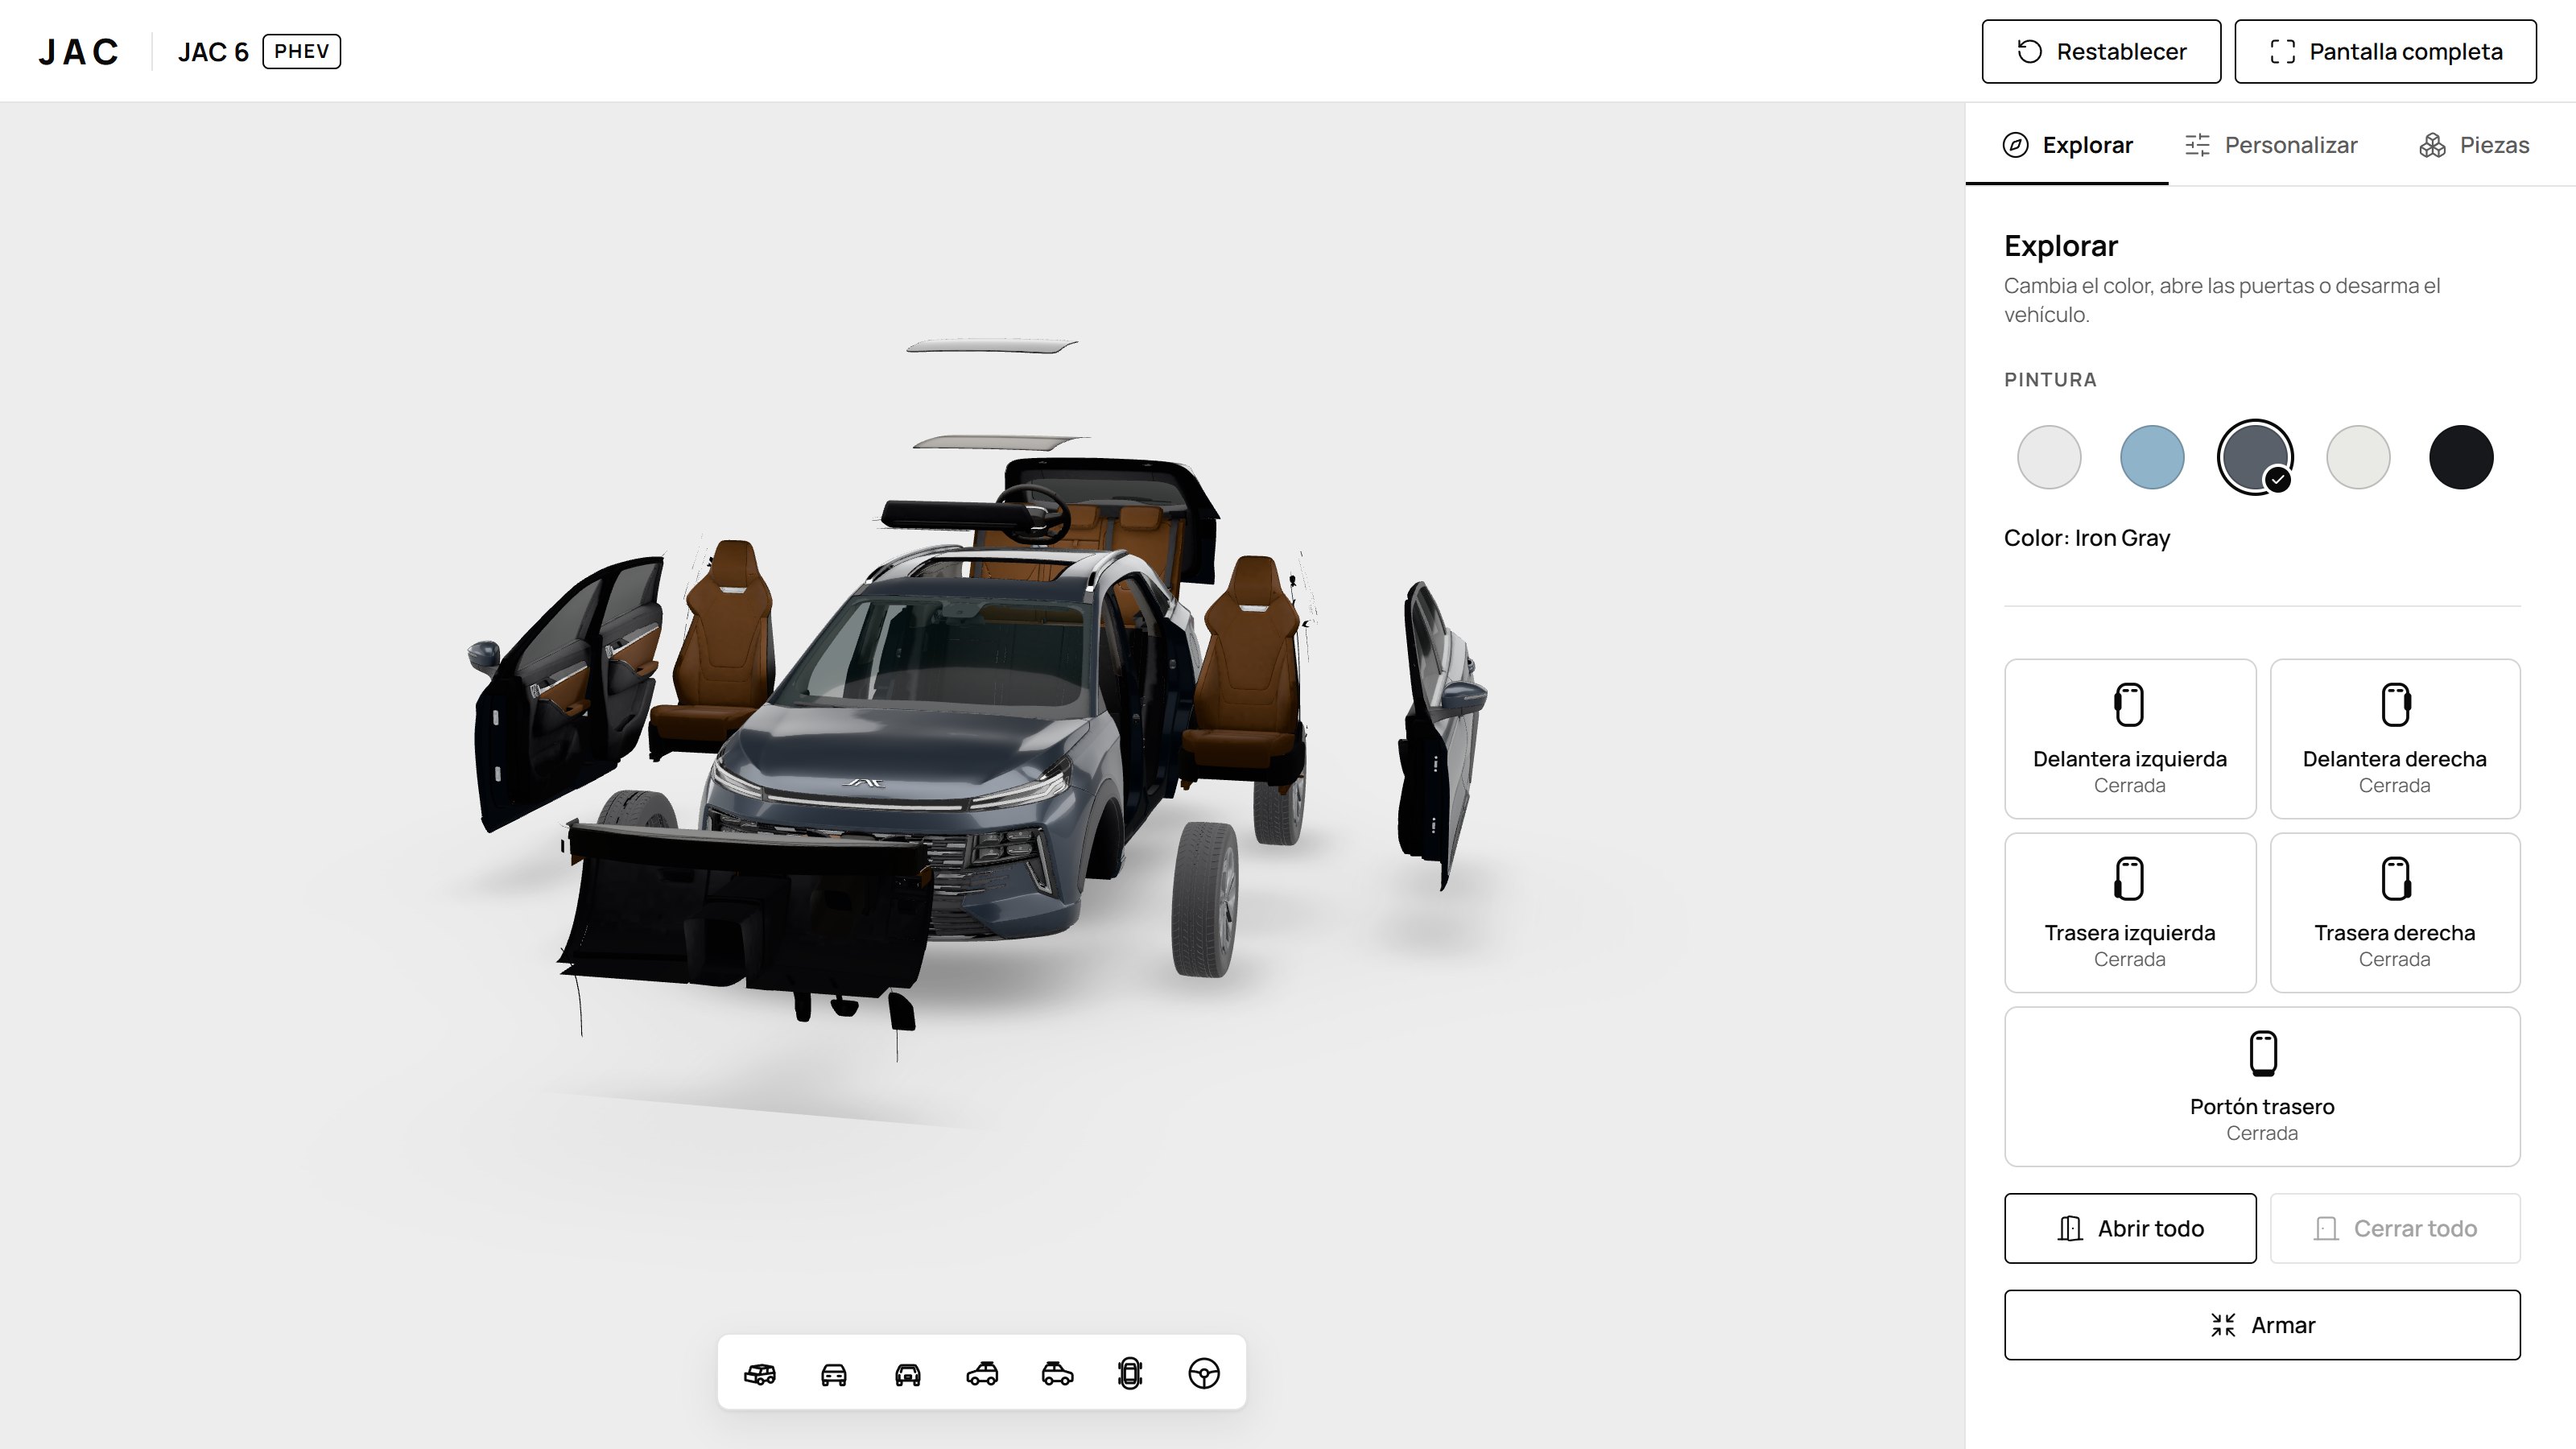 JAC
JAC 6 PHEV
Restablecer
Pantalla completa
Explorar
Personalizar
Piezas
Explorar
Cambia el color, abre las puertas o desarma el
vehículo.
PINTURA
Color: Iron Gray
Delantera izquierda
Cerrada
Delantera derecha
Cerrada
Trasera izquierda
Cerrada
Trasera derecha
Cerrada
Portón trasero
Cerrada
Abrir todo
Cerrar todo
Armar
JAC